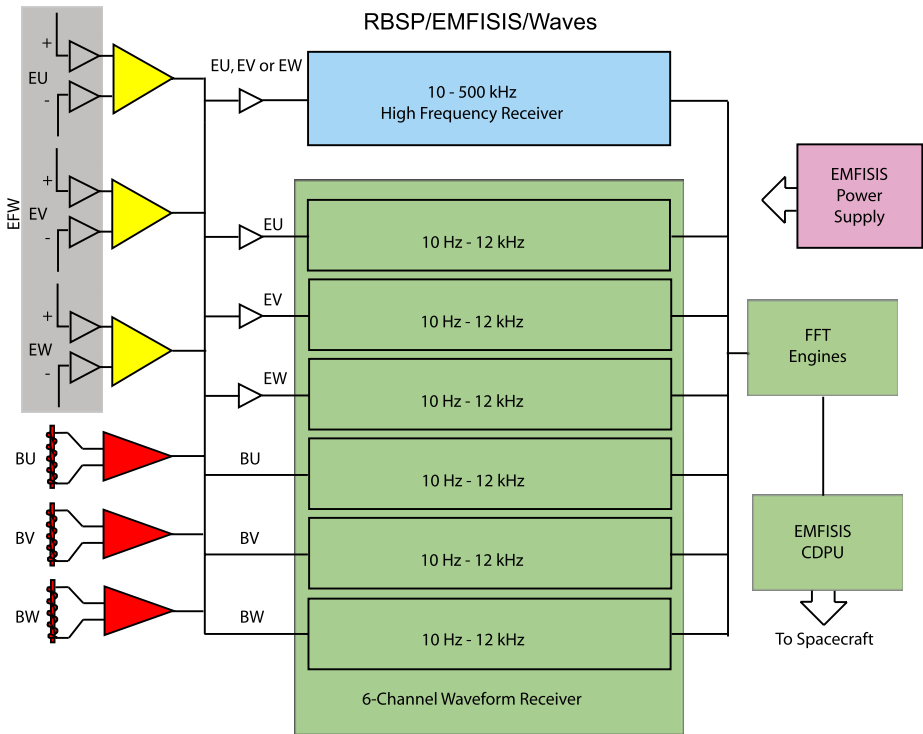 RBSP/EMFISIS/Waves
EFW
+
EU
-
+
EV
-
+
EW
-
BU
BV
BW
EU, EV or EW
EU
EV
EW
BU
BV
BW
10 - 500 kHz
High Frequency Receiver
10 Hz - 12 kHz
10 Hz - 12 kHz
10 Hz - 12 kHz
10 Hz - 12 kHz
10 Hz - 12 kHz
10 Hz - 12 kHz
6-Channel Waveform Receiver
EMFISIS
Power
Supply
FFT
Engines
EMFISIS
CDPU
To Spacecraft